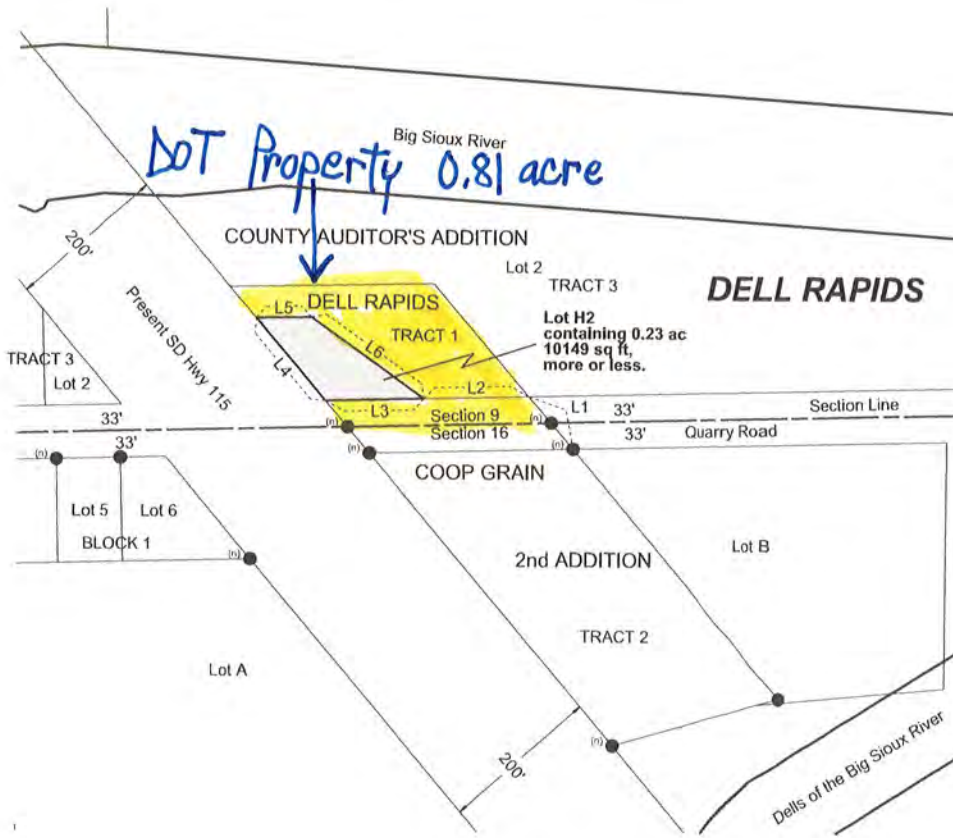 Big Sioux River
DOT Property 0.81 acre
200'
COUNTY AUDITOR'S ADDITION
Lot 2
TRACT 3
DELL RAPIDS
Present SD Hwy 115
L5
DELL RAPIDS
TRACT 1
Lot H2
containing 0.23 ac
10149 sq ft,
more or less.
L6
L4
TRACT 3
Lot 2
L2
L3
L1
33'
33'
Section Line
(n)
Section 9
(n)
33'
Section 16
33'
Quarry Road
(n)
(n)
COOP GRAIN
Lot 5
Lot 6
BLOCK 1
(n)
2nd ADDITION
Lot B
TRACT 2
Lot A
(n)
200'
Dells of the Big Sioux River